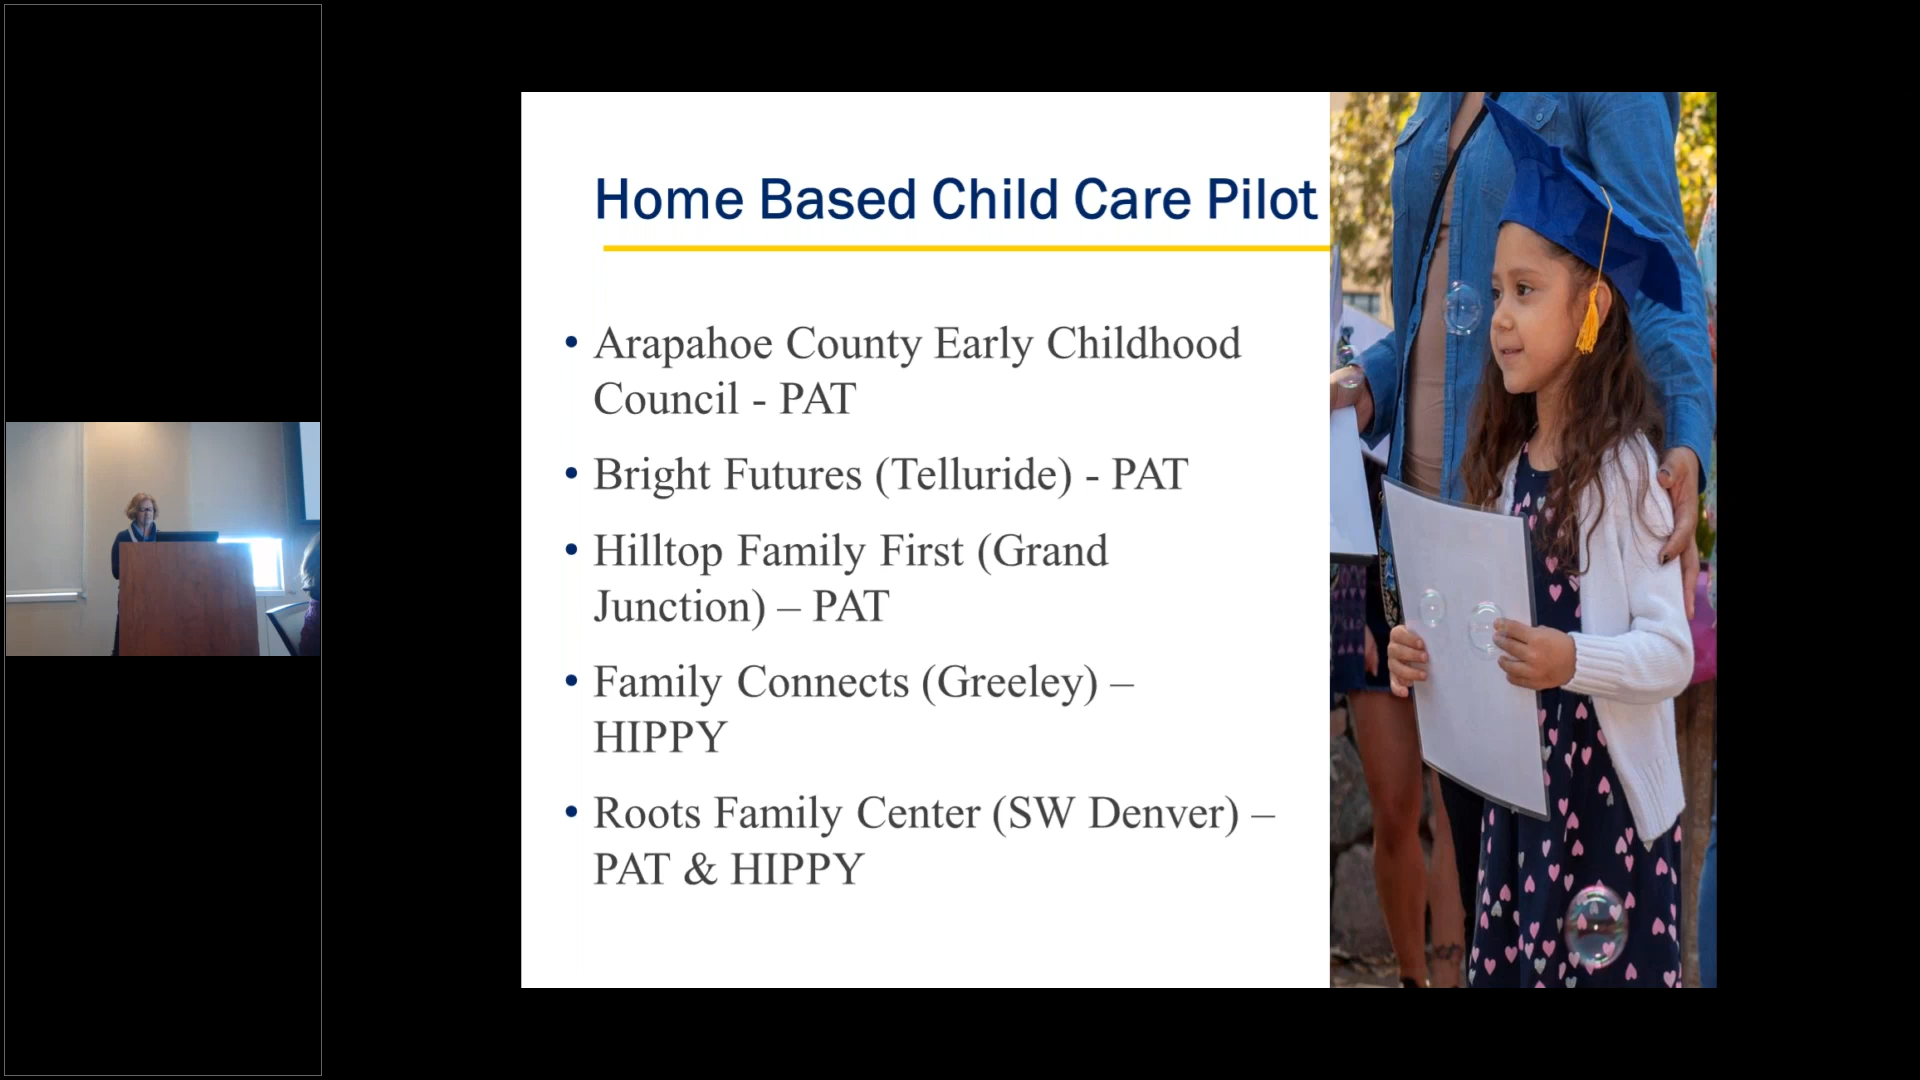 Home Based Child Care Pilot
• Arapahoe County Early Childhood
Council - PAT
• Bright Futures (Telluride) - PAT
• Hilltop Family First (Grand
Junction) – PAT
• Family Connects (Greeley) –
HIPPY
• Roots Family Center (SW Denver) –
PAT & HIPPY